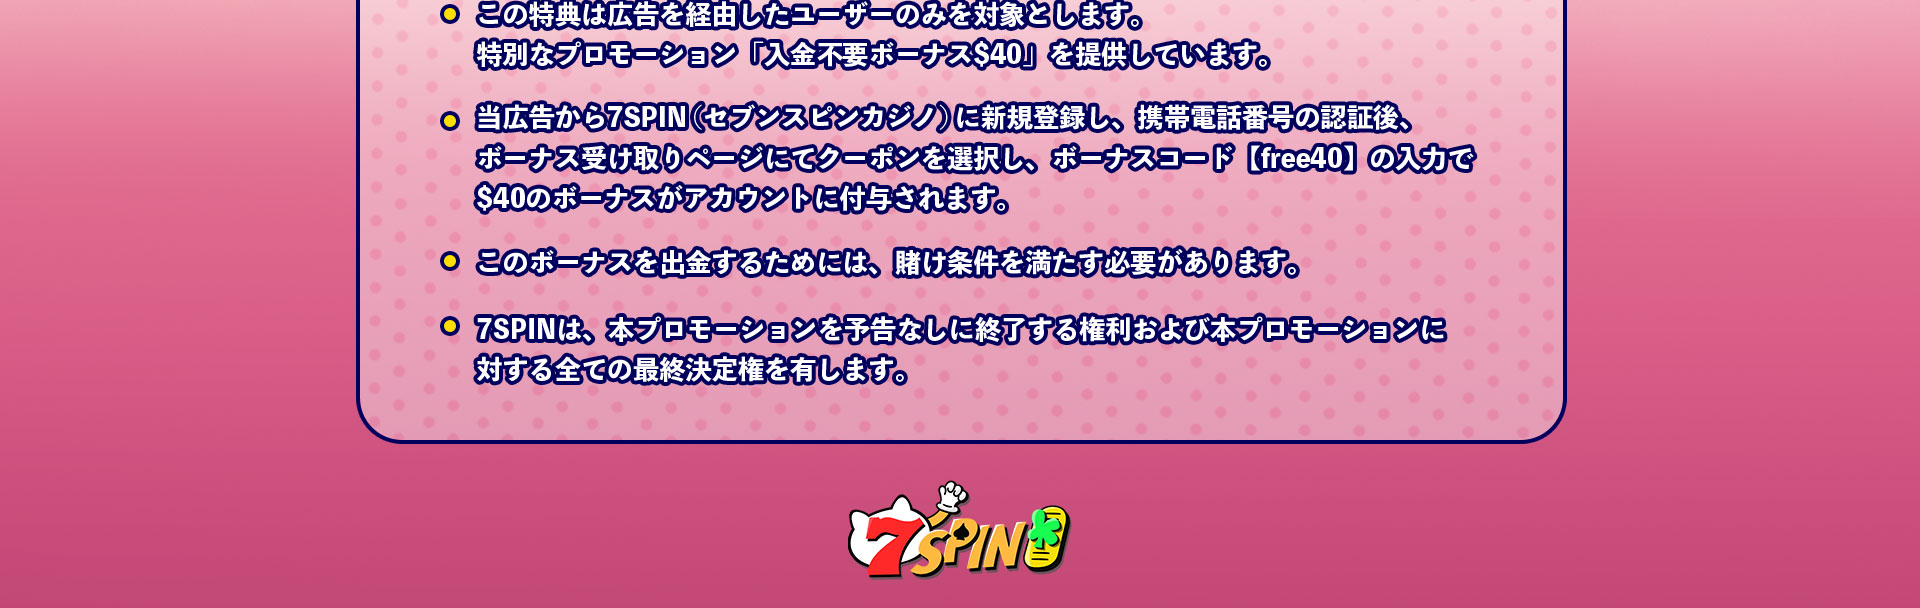 この特典は広告を経由したユーザーのみを対象とします。
特別なプロモーション「入金不要ボーナス$40」を提供しています。
当広告から7SPIN（セブンスピンカジノ）に新規登録し、携帯電話番号の認証後、
ボーナス受け取りページにてクーポンを選択し、ボーナスコード【free40】の入力で
$40のボーナスがアカウントに付与されます。
このボーナスを出金するためには、賭け条件を満たす必要があります。
7SPINは、本プロモーションを予告なしに終了する権利および本プロモーションに
対する全ての最終決定権を有します。
7SPIN